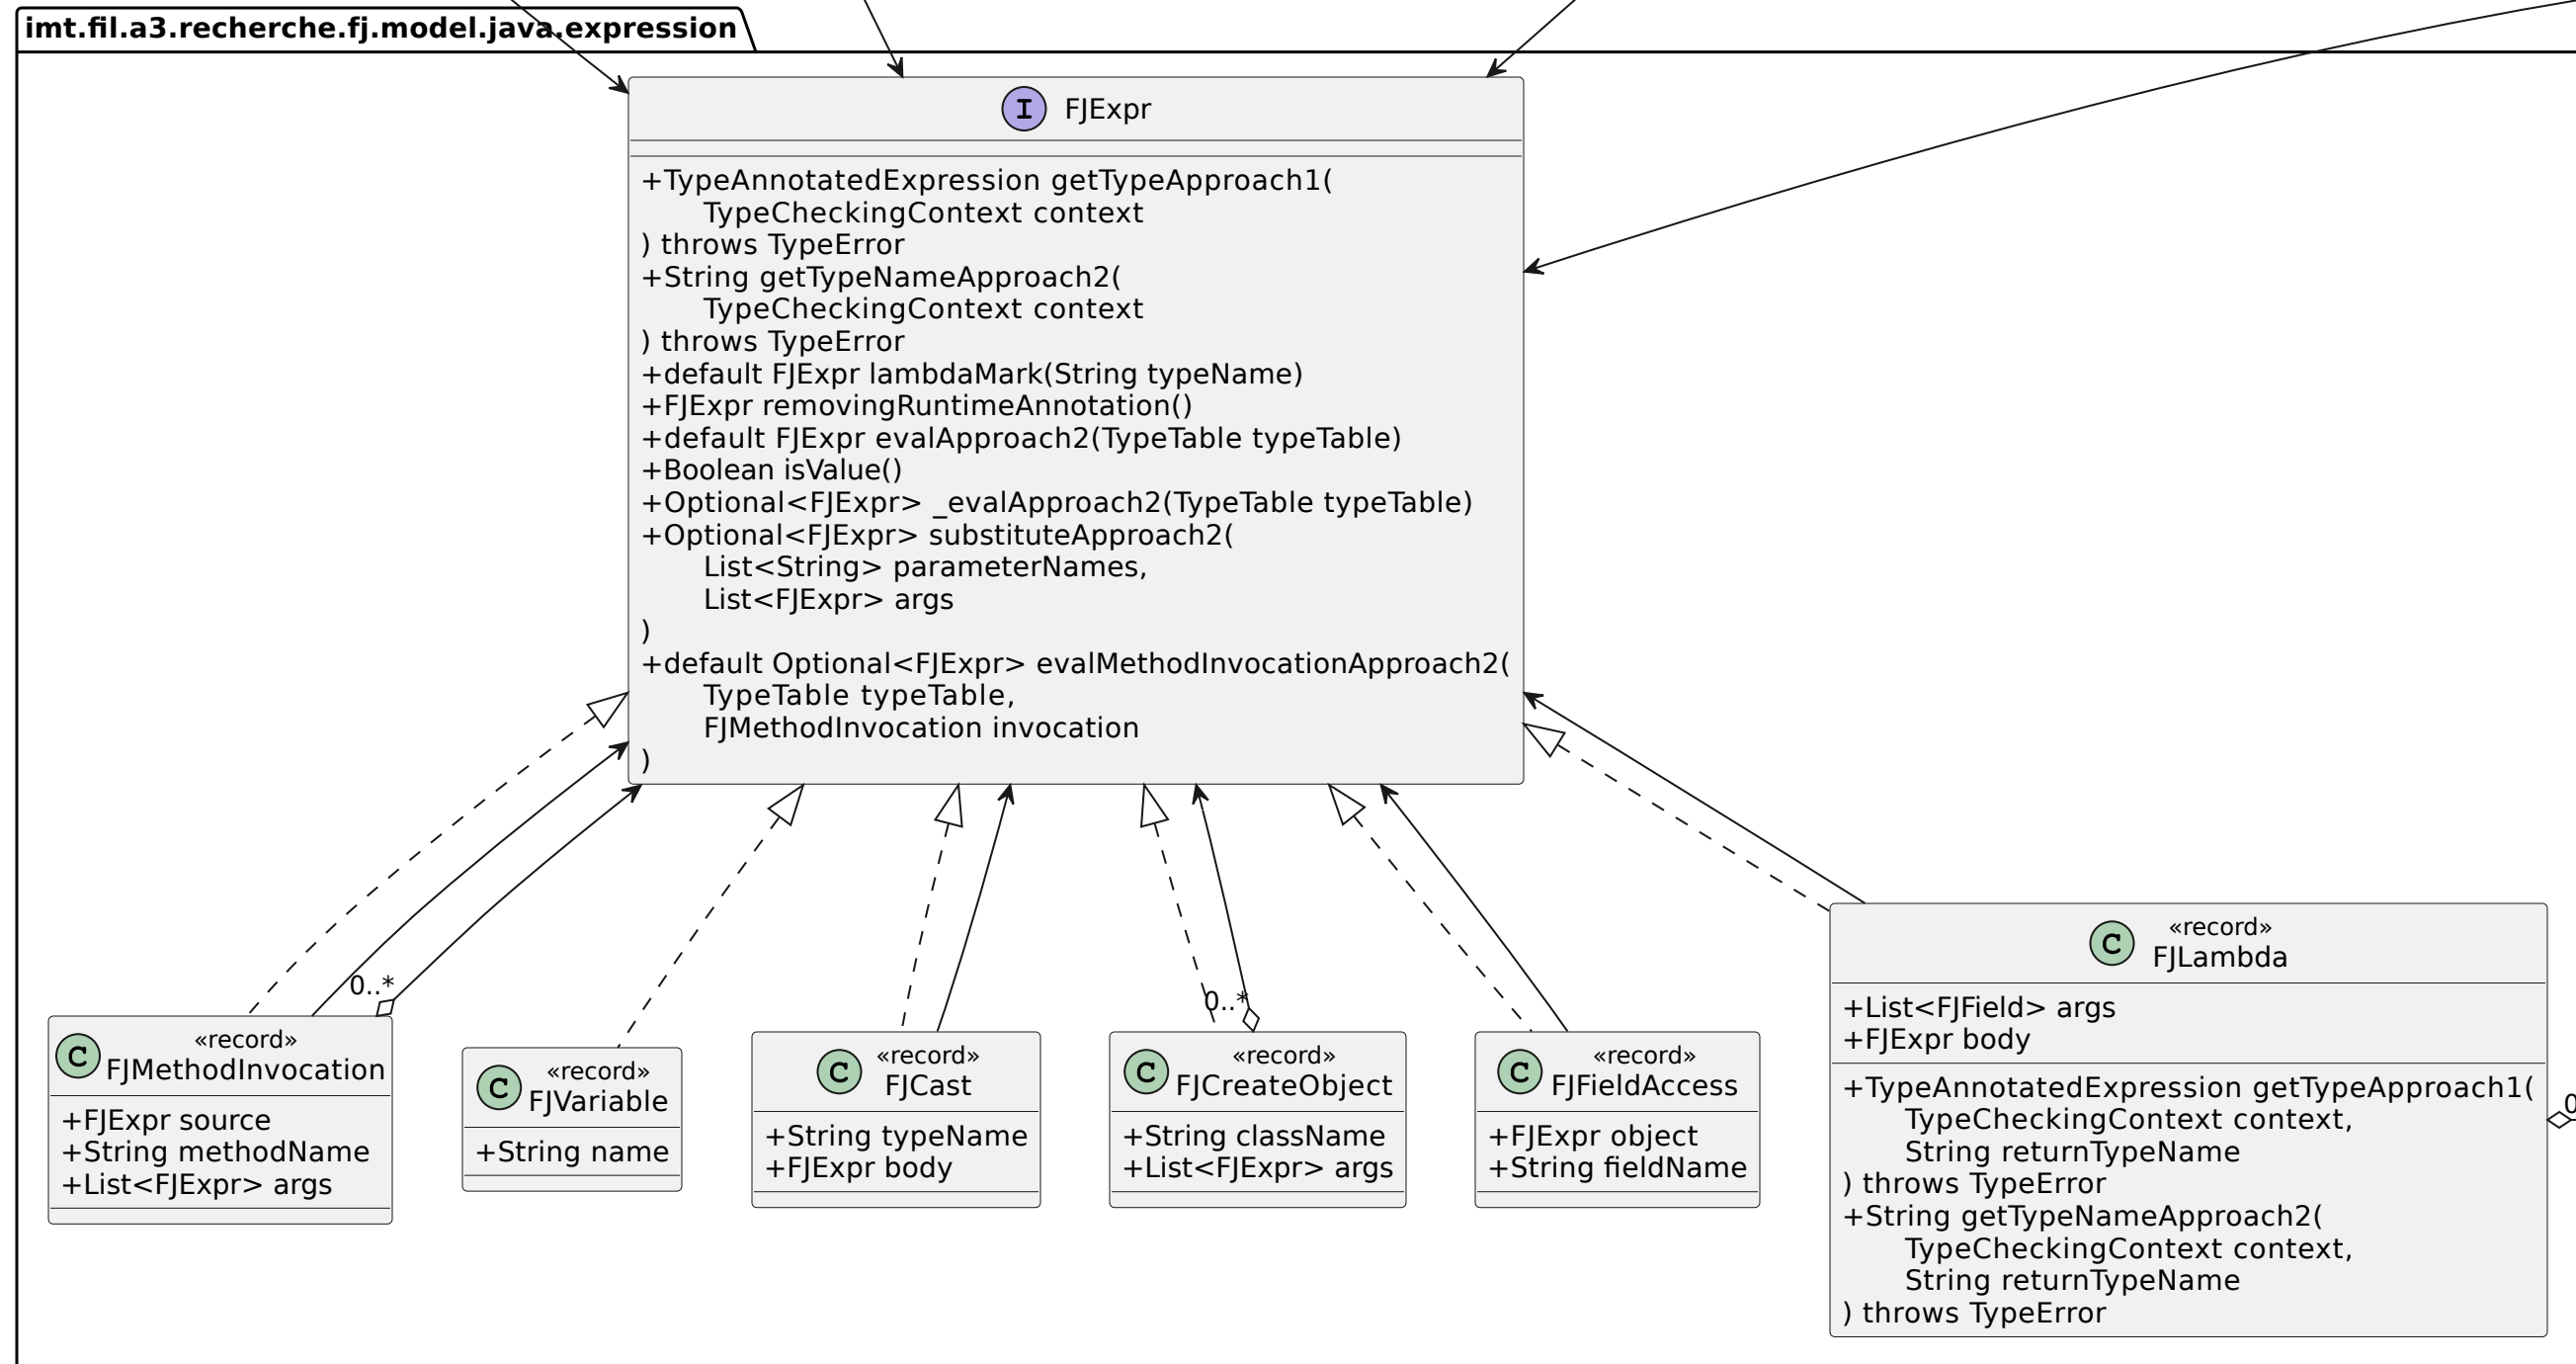 imt.fil.a3.recherche.fj.model.java.expression
I FJExpr
+TypeAnnotatedExpression getTypeApproach1(
TypeCheckingContext context
) throws TypeError
+String getTypeNameApproach2(
TypeCheckingContext context
) throws TypeError
+default FJExpr lambdaMark(String typeName)
+FJExpr removingRuntimeAnnotation()
+default FJExpr evalApproach2(TypeTable typeTable)
+Boolean isValue()
+Optional<FJExpr> _evalApproach2(TypeTable typeTable)
+Optional<FJExpr> substituteApproach2(
List<String> parameterNames,
List<FJExpr> args
)
+default Optional<FJExpr> evalMethodInvocationApproach2(
TypeTable typeTable,
FJMethodInvocation invocation
)
0..*
C «record»
FJMethodInvocation
+FJExpr source
+String methodName
+List<FJExpr> args
C «record»
FJVariable
+String name
C «record»
FJCast
+String typeName
+FJExpr body
0..*
C «record»
FJCreateObject
+String className
+List<FJExpr> args
C «record»
FJFieldAccess
+FJExpr object
+String fieldName
C «record»
FJLambda
+List<FJField> args
+FJExpr body
+TypeAnnotatedExpression getTypeApproach1(
TypeCheckingContext context,
String returnTypeName
) throws TypeError
+String getTypeNameApproach2(
TypeCheckingContext context,
String returnTypeName
) throws TypeError